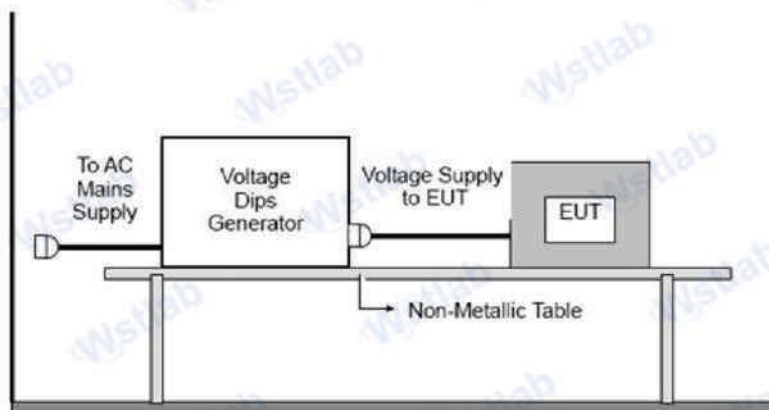 Wstlab
Wstlab
Wstlab
To AC
Mains
Supply
Voltage
Dips
Generator
Voltage Supply
to EUT
EUT
Wstlab
Wstlab
Wstlab
Non-Metallic Table
Wstlab
Wstlab